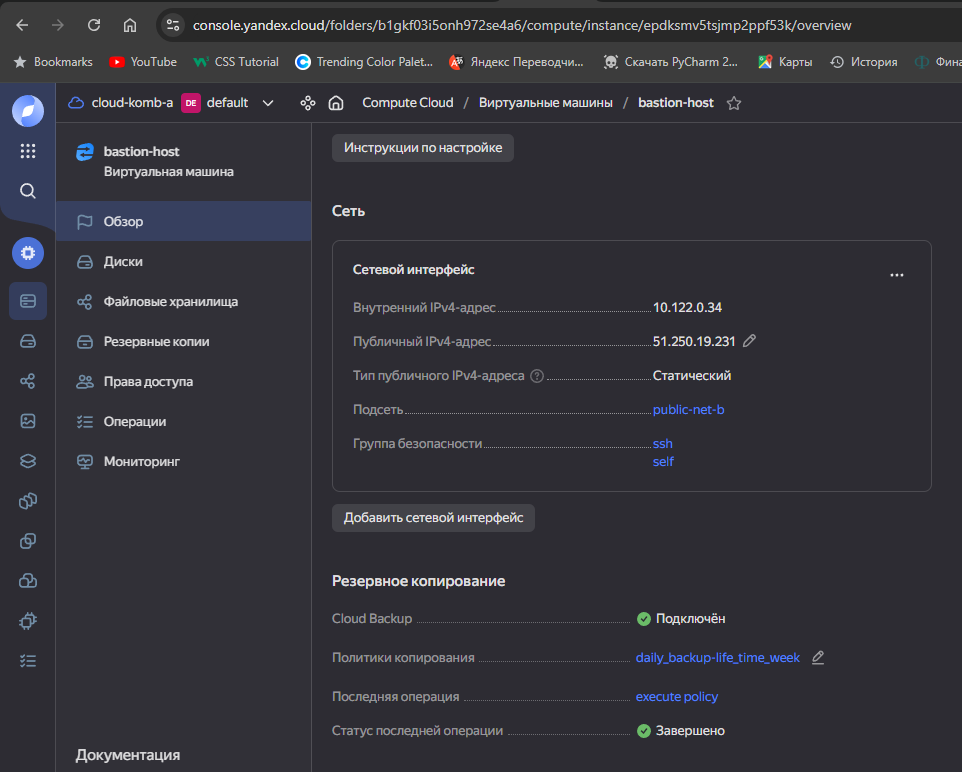 console.yandex.cloud/folders/b1gkf03i5onh972se4a6/compute/instance/epdksmv5tsjmp2ppf53k/overview
Bookmarks YouTube CSS Tutorial Trending Color Palet... Яндекс Переводчи... Скачать PyCharm 2... Карты История Фина
cloud-komb-a DE default Compute Cloud / Виртуальные машины / bastion-host
bastion-host
Виртуальная машина
Обзор
Диски
Файловые хранилища
Резервные копии
Права доступа
Операции
Мониторинг
Документация
Инструкции по настройке
Сеть
Сетевой интерфейс
Внутренний IPv4-адрес 10.122.0.34
Публичный IPv4-адрес 51.250.19.231
Тип публичного IPv4-адреса Статический
Подсеть public-net-b
Группа безопасности ssh
self
Добавить сетевой интерфейс
Резервное копирование
Cloud Backup Подключён
Политики копирования daily_backup-life_time_week
Последняя операция execute policy
Статус последней операции Завершено